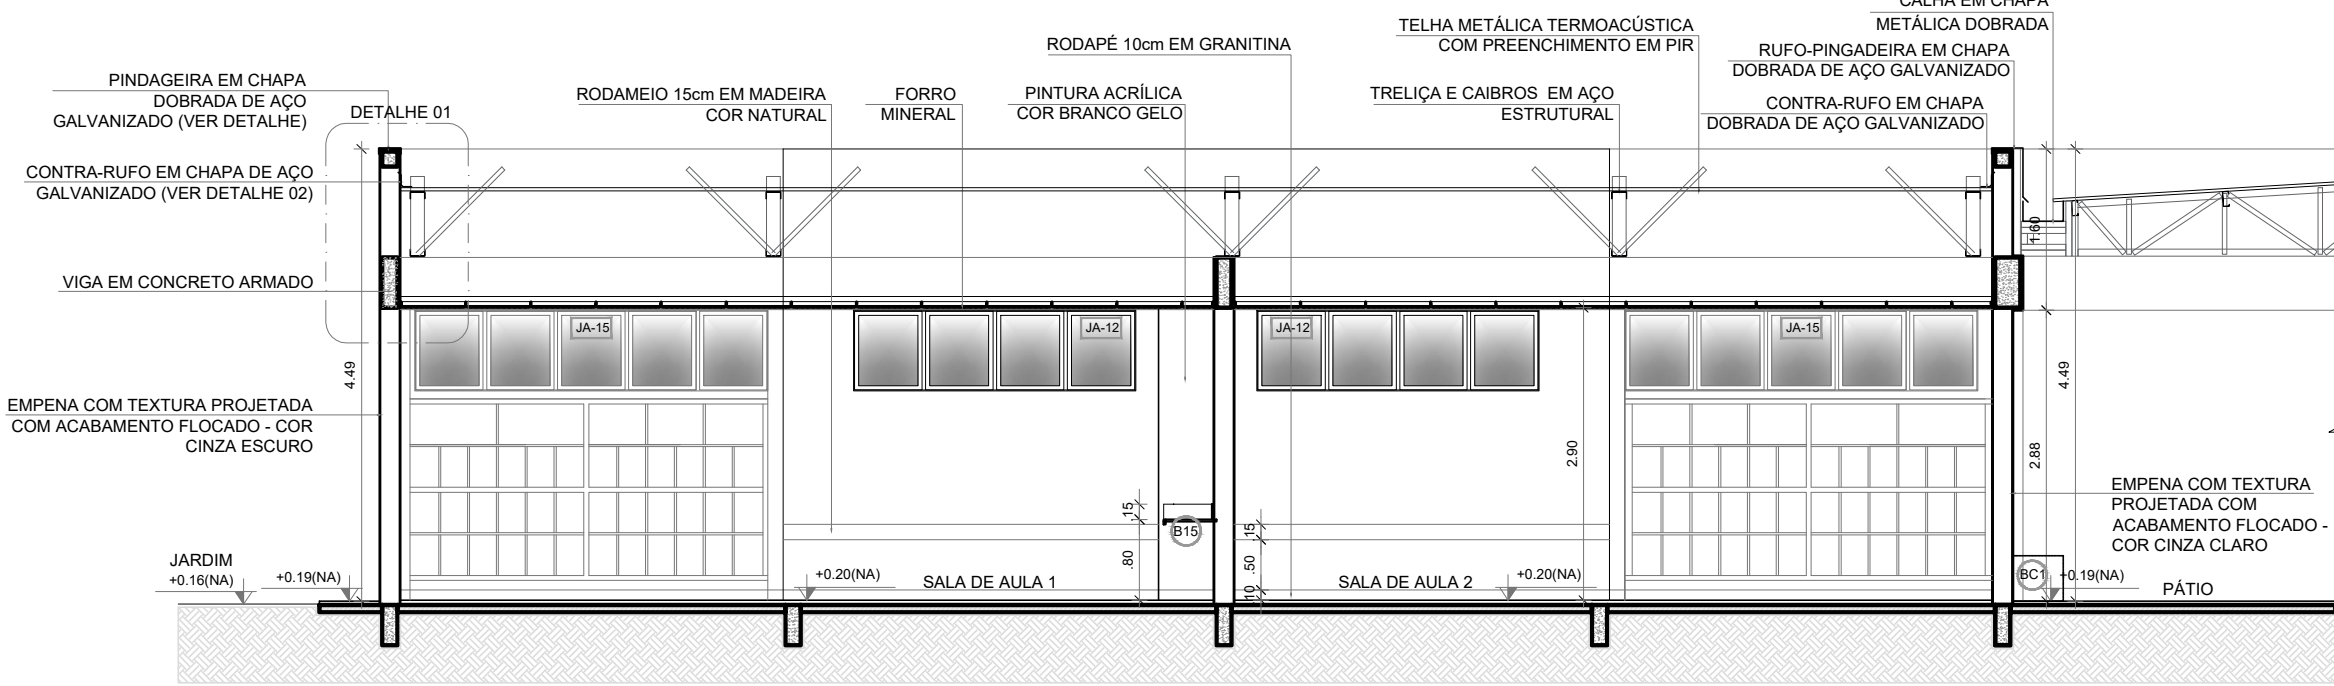 CALHA EM CHAPA
METÁLICA DOBRADA
TELHA METÁLICA TERMOACÚSTICA
COM PREENCHIMENTO EM PIR
RODAPÉ 10cm EM GRANITINA
RUFO-PINGADEIRA EM CHAPA
DOBRADA DE AÇO GALVANIZADO
PINDAGEIRA EM CHAPA
DOBRADA DE AÇO
GALVANIZADO (VER DETALHE)
DETALHE 01
RODAMEIO 15cm EM MADEIRA
COR NATURAL
FORRO
MINERAL
PINTURA ACRÍLICA
COR BRANCO GELO
TRELIÇA E CAIBROS EM AÇO
ESTRUTURAL
CONTRA-RUFO EM CHAPA
DOBRADA DE AÇO GALVANIZADO
CONTRA-RUFO EM CHAPA DE AÇO
GALVANIZADO (VER DETALHE 02)
1.60
VIGA EM CONCRETO ARMADO
JA-15
JA-12
JA-12
JA-15
4.49
4.49
EMPENA COM TEXTURA PROJETADA
COM ACABAMENTO FLOCADO - COR
CINZA ESCURO
2.90
2.88
EMPENA COM TEXTURA
PROJETADA COM
ACABAMENTO FLOCADO -
COR CINZA CLARO
.15
B15
.15
.80
.50
.10
JARDIM
+0.16(NA)
+0.19(NA)
+0.20(NA)
SALA DE AULA 1
SALA DE AULA 2
+0.20(NA)
BC1
+0.19(NA)
PÁTIO